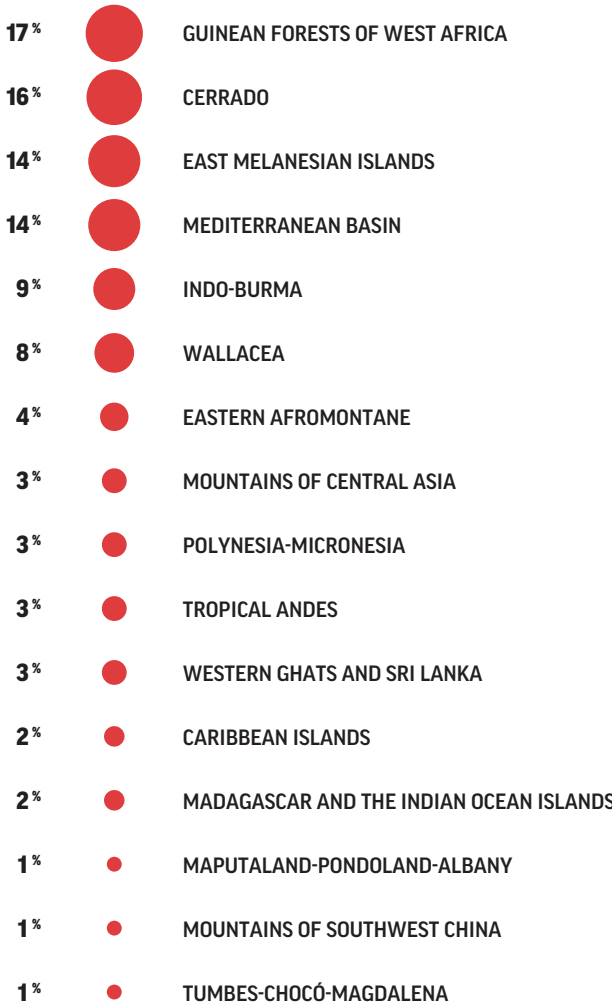 17% GUINEAN FORESTS OF WEST AFRICA
16% CERRADO
14% EAST MELANESIAN ISLANDS
14% MEDITERRANEAN BASIN
9% INDO-BURMA
8% WALLACEA
4% EASTERN AFROMONTANE
3% MOUNTAINS OF CENTRAL ASIA
3% POLYNESIA-MICRONESIA
3% TROPICAL ANDES
3% WESTERN GHATS AND SRI LANKA
2% CARIBBEAN ISLANDS
2% MADAGASCAR AND THE INDIAN OCEAN ISLANDS
1% MAPUTALAND-PONDOLAND-ALBANY
1% MOUNTAINS OF SOUTHWEST CHINA
1% TUMBES-CHOCÓ-MAGDALENA